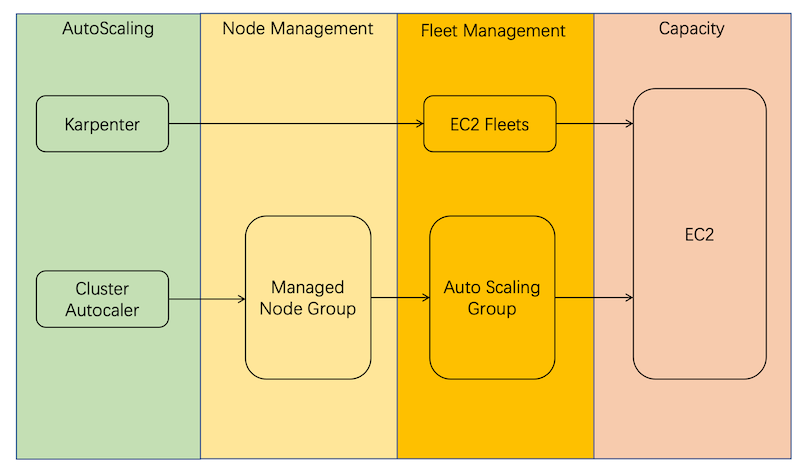 AutoScaling
Node Management
Fleet Management
Capacity
Karpenter
EC2 Fleets
EC2
Cluster
Autocaler
Managed
Node Group
Auto Scaling
Group